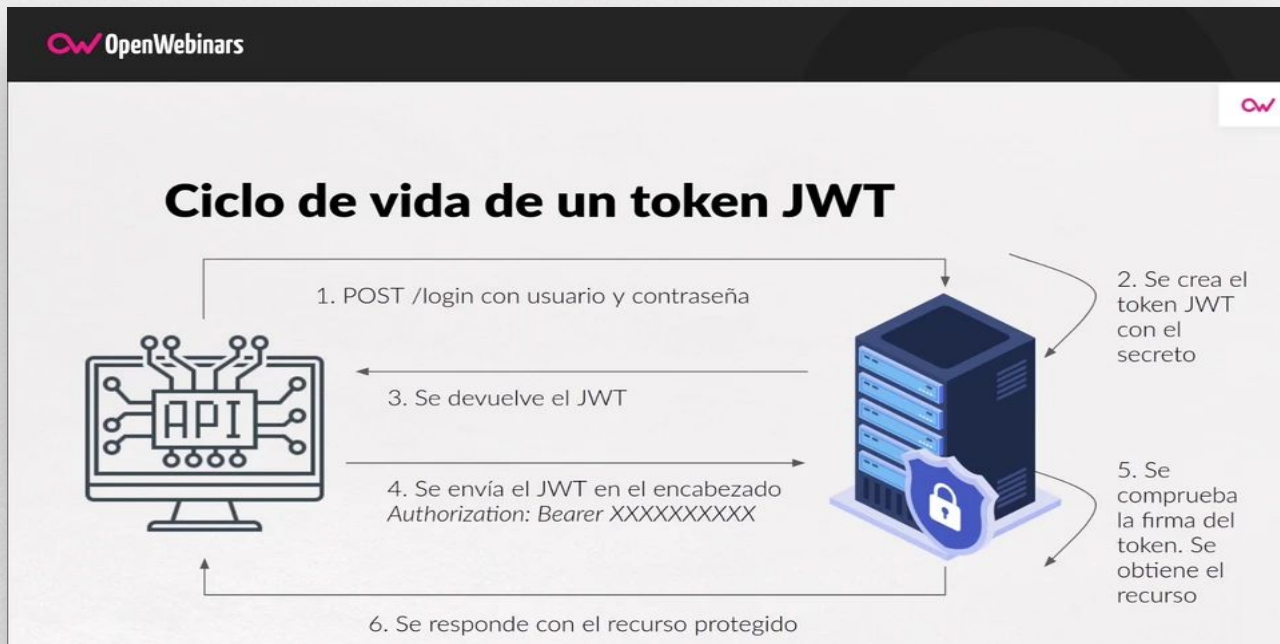 OpenWebinars
Ciclo de vida de un token JWT
1. POST /login con usuario y contraseña
2. Se crea el
token JWT
con el
secreto
3. Se devuelve el JWT
API
4. Se envía el JWT en el encabezado
Authorization: Bearer XXXXXXXXXX
5. Se
comprueba
la firma del
token. Se
obtiene el
recurso
6. Se responde con el recurso protegido